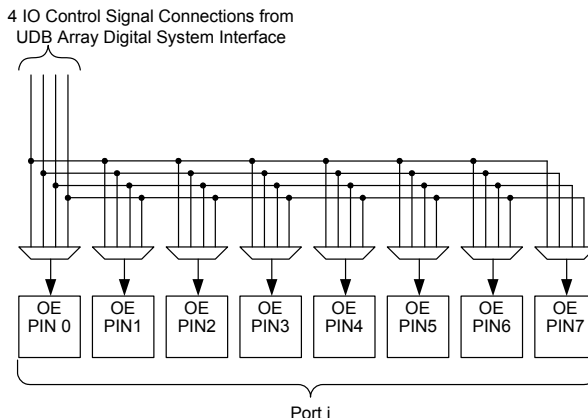 4 IO Control Signal Connections from
UDB Array Digital System Interface
OE
PIN 0
OE
PIN1
OE
PIN2
OE
PIN3
OE
PIN4
OE
PIN5
OE
PIN6
OE
PIN7
Port i